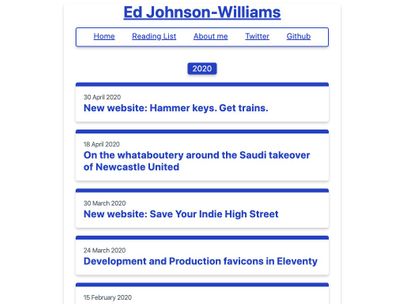 Ed Johnson-Williams
Home Reading List About me Twitter Github
2020
30 April 2020
New website: Hammer keys. Get trains.
18 April 2020
On the whataboutery around the Saudi takeover
of Newcastle United
30 March 2020
New website: Save Your Indie High Street
24 March 2020
Development and Production favicons in Eleventy
15 February 2020